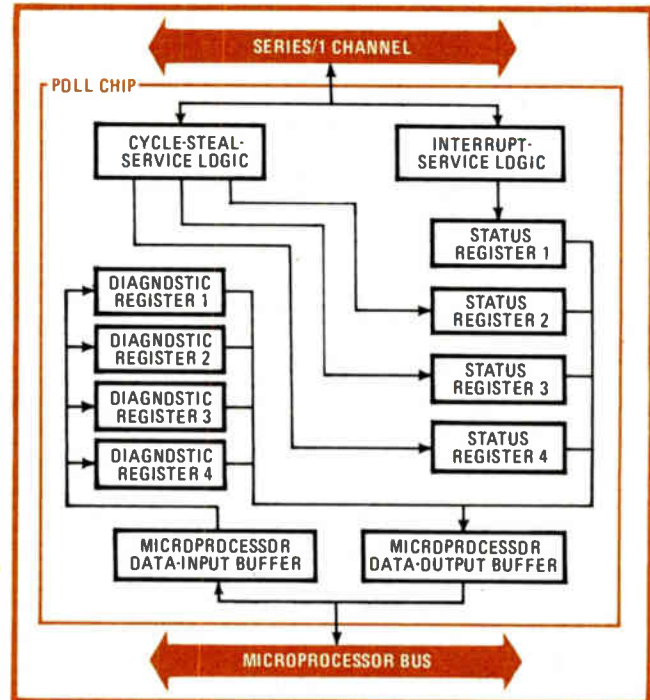 SERIES/1 CHANNEL
POLL CHIP
CYCLE-STEAL-
SERVICE LOGIC
INTERRUPT-
SERVICE LOGIC
STATUS
REGISTER 1
DIAGNOSTIC
REGISTER 1
STATUS
REGISTER 2
DIAGNOSTIC
REGISTER 2
STATUS
REGISTER 3
DIAGNOSTIC
REGISTER 3
STATUS
REGISTER 4
DIAGNOSTIC
REGISTER 4
MICROPROCESSOR
DATA-INPUT BUFFER
MICROPROCESSOR
DATA-OUTPUT BUFFER
MICROPROCESSOR BUS